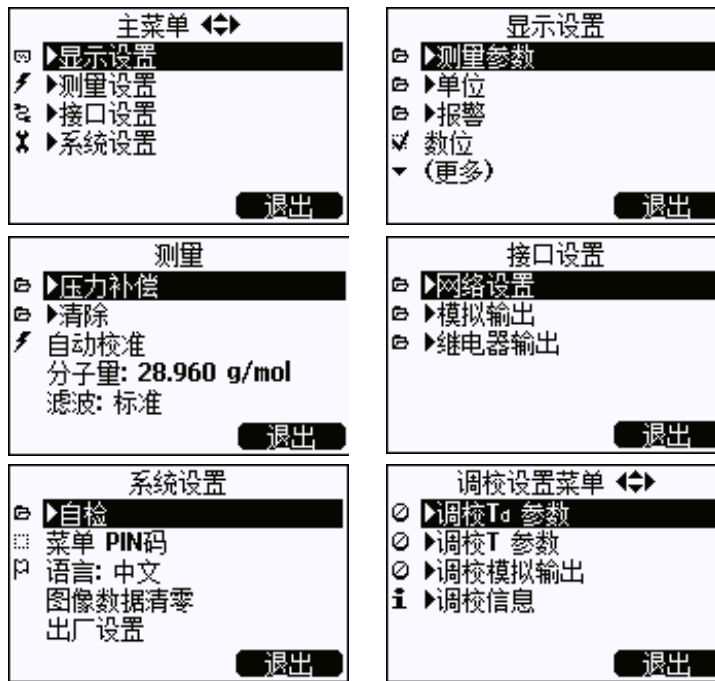 主菜单
▶显示设置
▶测量设置
▶接口设置
▶系统设置
退出
显示设置
▶测量参数
▶单位
▶报警
数位
(更多)
退出
测量
▶压力补偿
▶清除
自动校准
分子量: 28.960 g/mol
滤波: 标准
退出
接口设置
▶网络设置
▶模拟输出
▶继电器输出
退出
系统设置
▶自检
菜单 PIN码
语言: 中文
图像数据清零
出厂设置
退出
调校设置菜单
▶调校Td 参数
▶调校T 参数
▶调校模拟输出
▶调校信息
退出